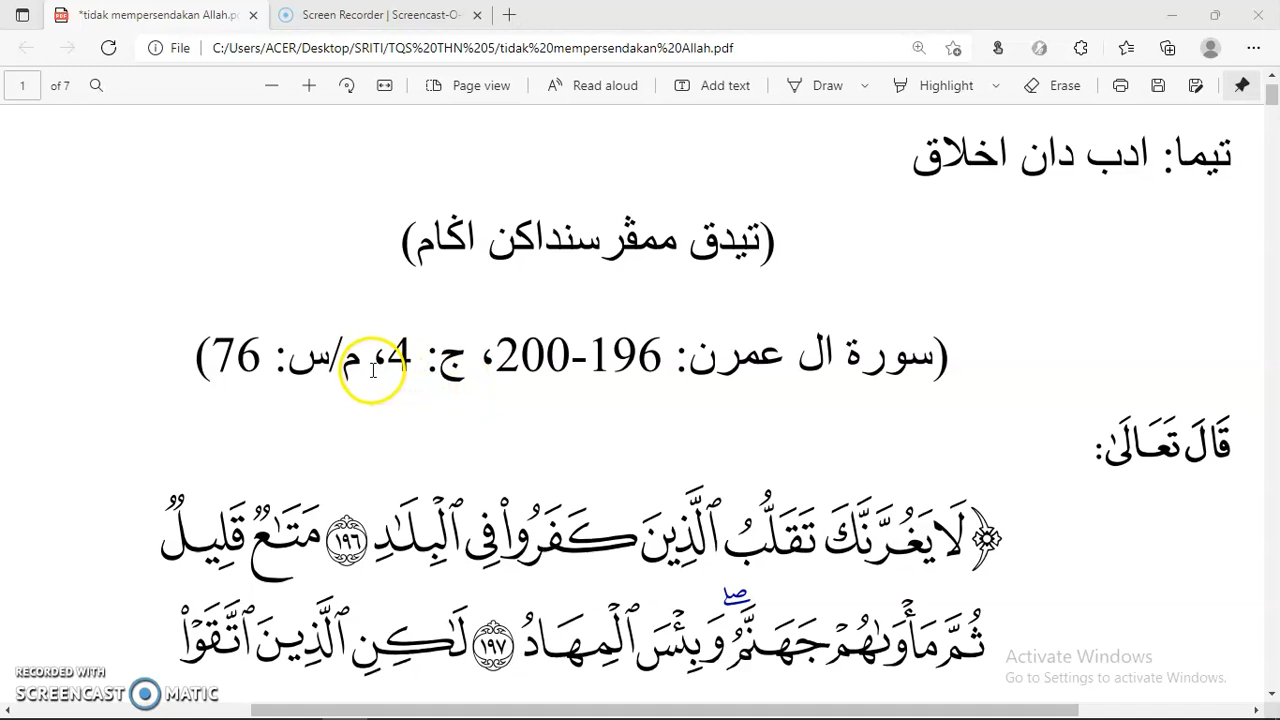 *tidak mempersendakan Allah.p
Screen Recorder | Screencast-O-
File
C:/Users/ACER/Desktop/SRITI/TQS%20THN%205/tidak%20mempersendakan%20Allah.pdf
1 of 7
Page view
Read aloud
Add text
Draw
Highlight
Erase
تيما: ادب دان اخلاق
(تيدق ممڤرسنداكن اݢام)
(سورة ال عمرن: 196-200، ج: 4، م/س: 76)
قَالَ تَعَالَىٰ:
﴿لَا يَغُرَّنَّكَ تَقَلُّبُ ٱلَّذِينَ كَفَرُواْ فِي ٱلۡبِلَٰدِ ١٩٦ مَتَٰعٞ قَلِيلٞ
ثُمَّ مَأۡوَىٰهُمۡ جَهَنَّمُۖ وَبِئۡسَ ٱلۡمِهَادُ ١٩٧ لَٰكِنِ ٱلَّذِينَ ٱتَّقَوۡاْ
Activate Windows
Go to Settings to activate Windows.
RECORDED WITH
SCREENCAST MATIC